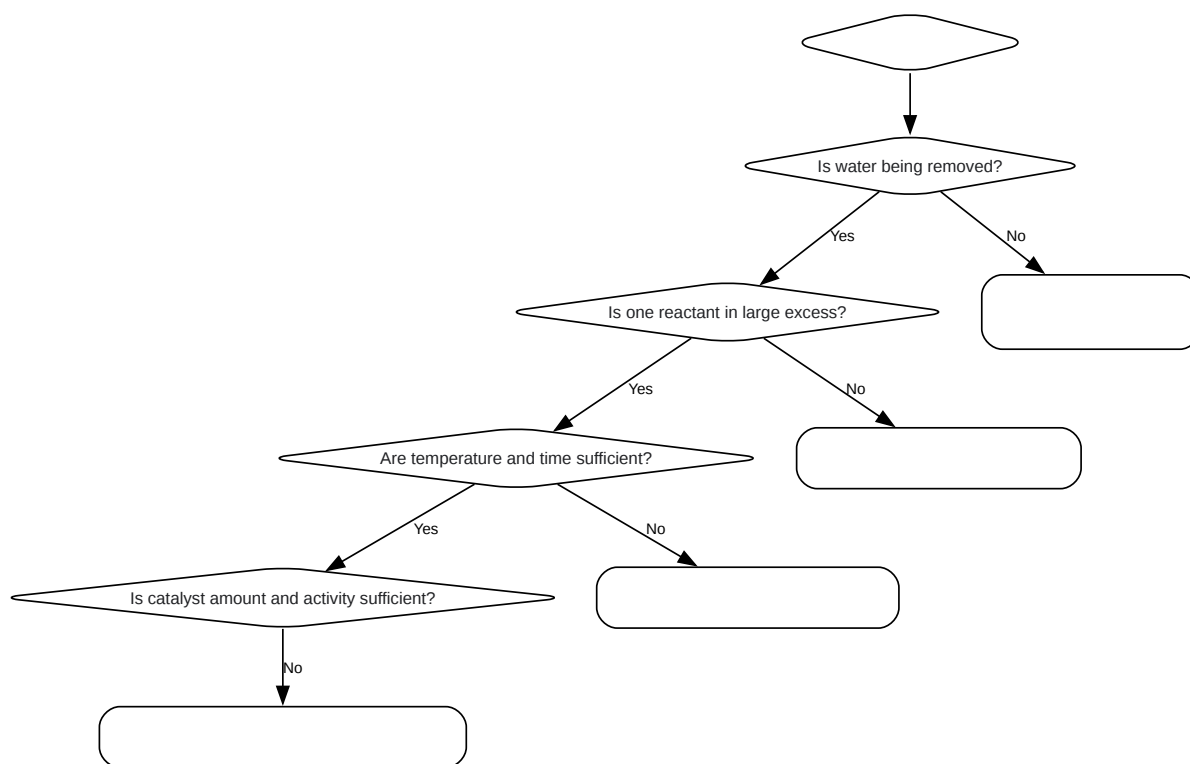 Is water being removed?
Yes
No
Is one reactant in large excess?
Yes
No
Are temperature and time sufficient?
Yes
No
Is catalyst amount and activity sufficient?
No